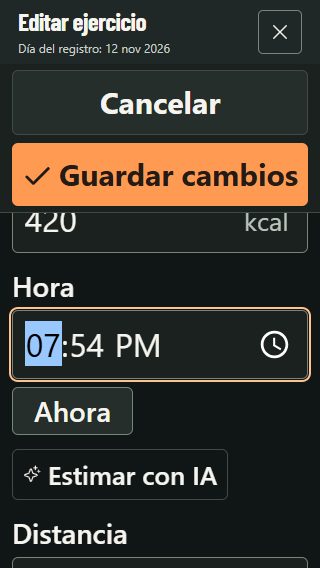 Editar ejercicio
Día del registro: 12 nov 2026
Cancelar
Guardar cambios
420 kcal
Hora
07:54 PM
Ahora
Estimar con IA
Distancia